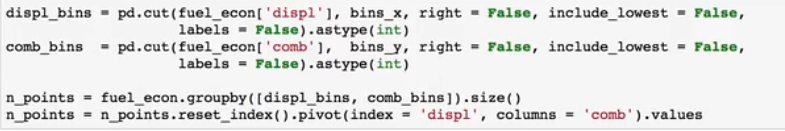 displ_bins = pd.cut(fuel_econ['displ'], bins_x, right = False, include_lowest = False,
                    labels = False).astype(int)
comb_bins  = pd.cut(fuel_econ['comb'],  bins_y, right = False, include_lowest = False,
                    labels = False).astype(int)

n_points = fuel_econ.groupby([displ_bins, comb_bins]).size()
n_points = n_points.reset_index().pivot(index = 'displ', columns = 'comb').values